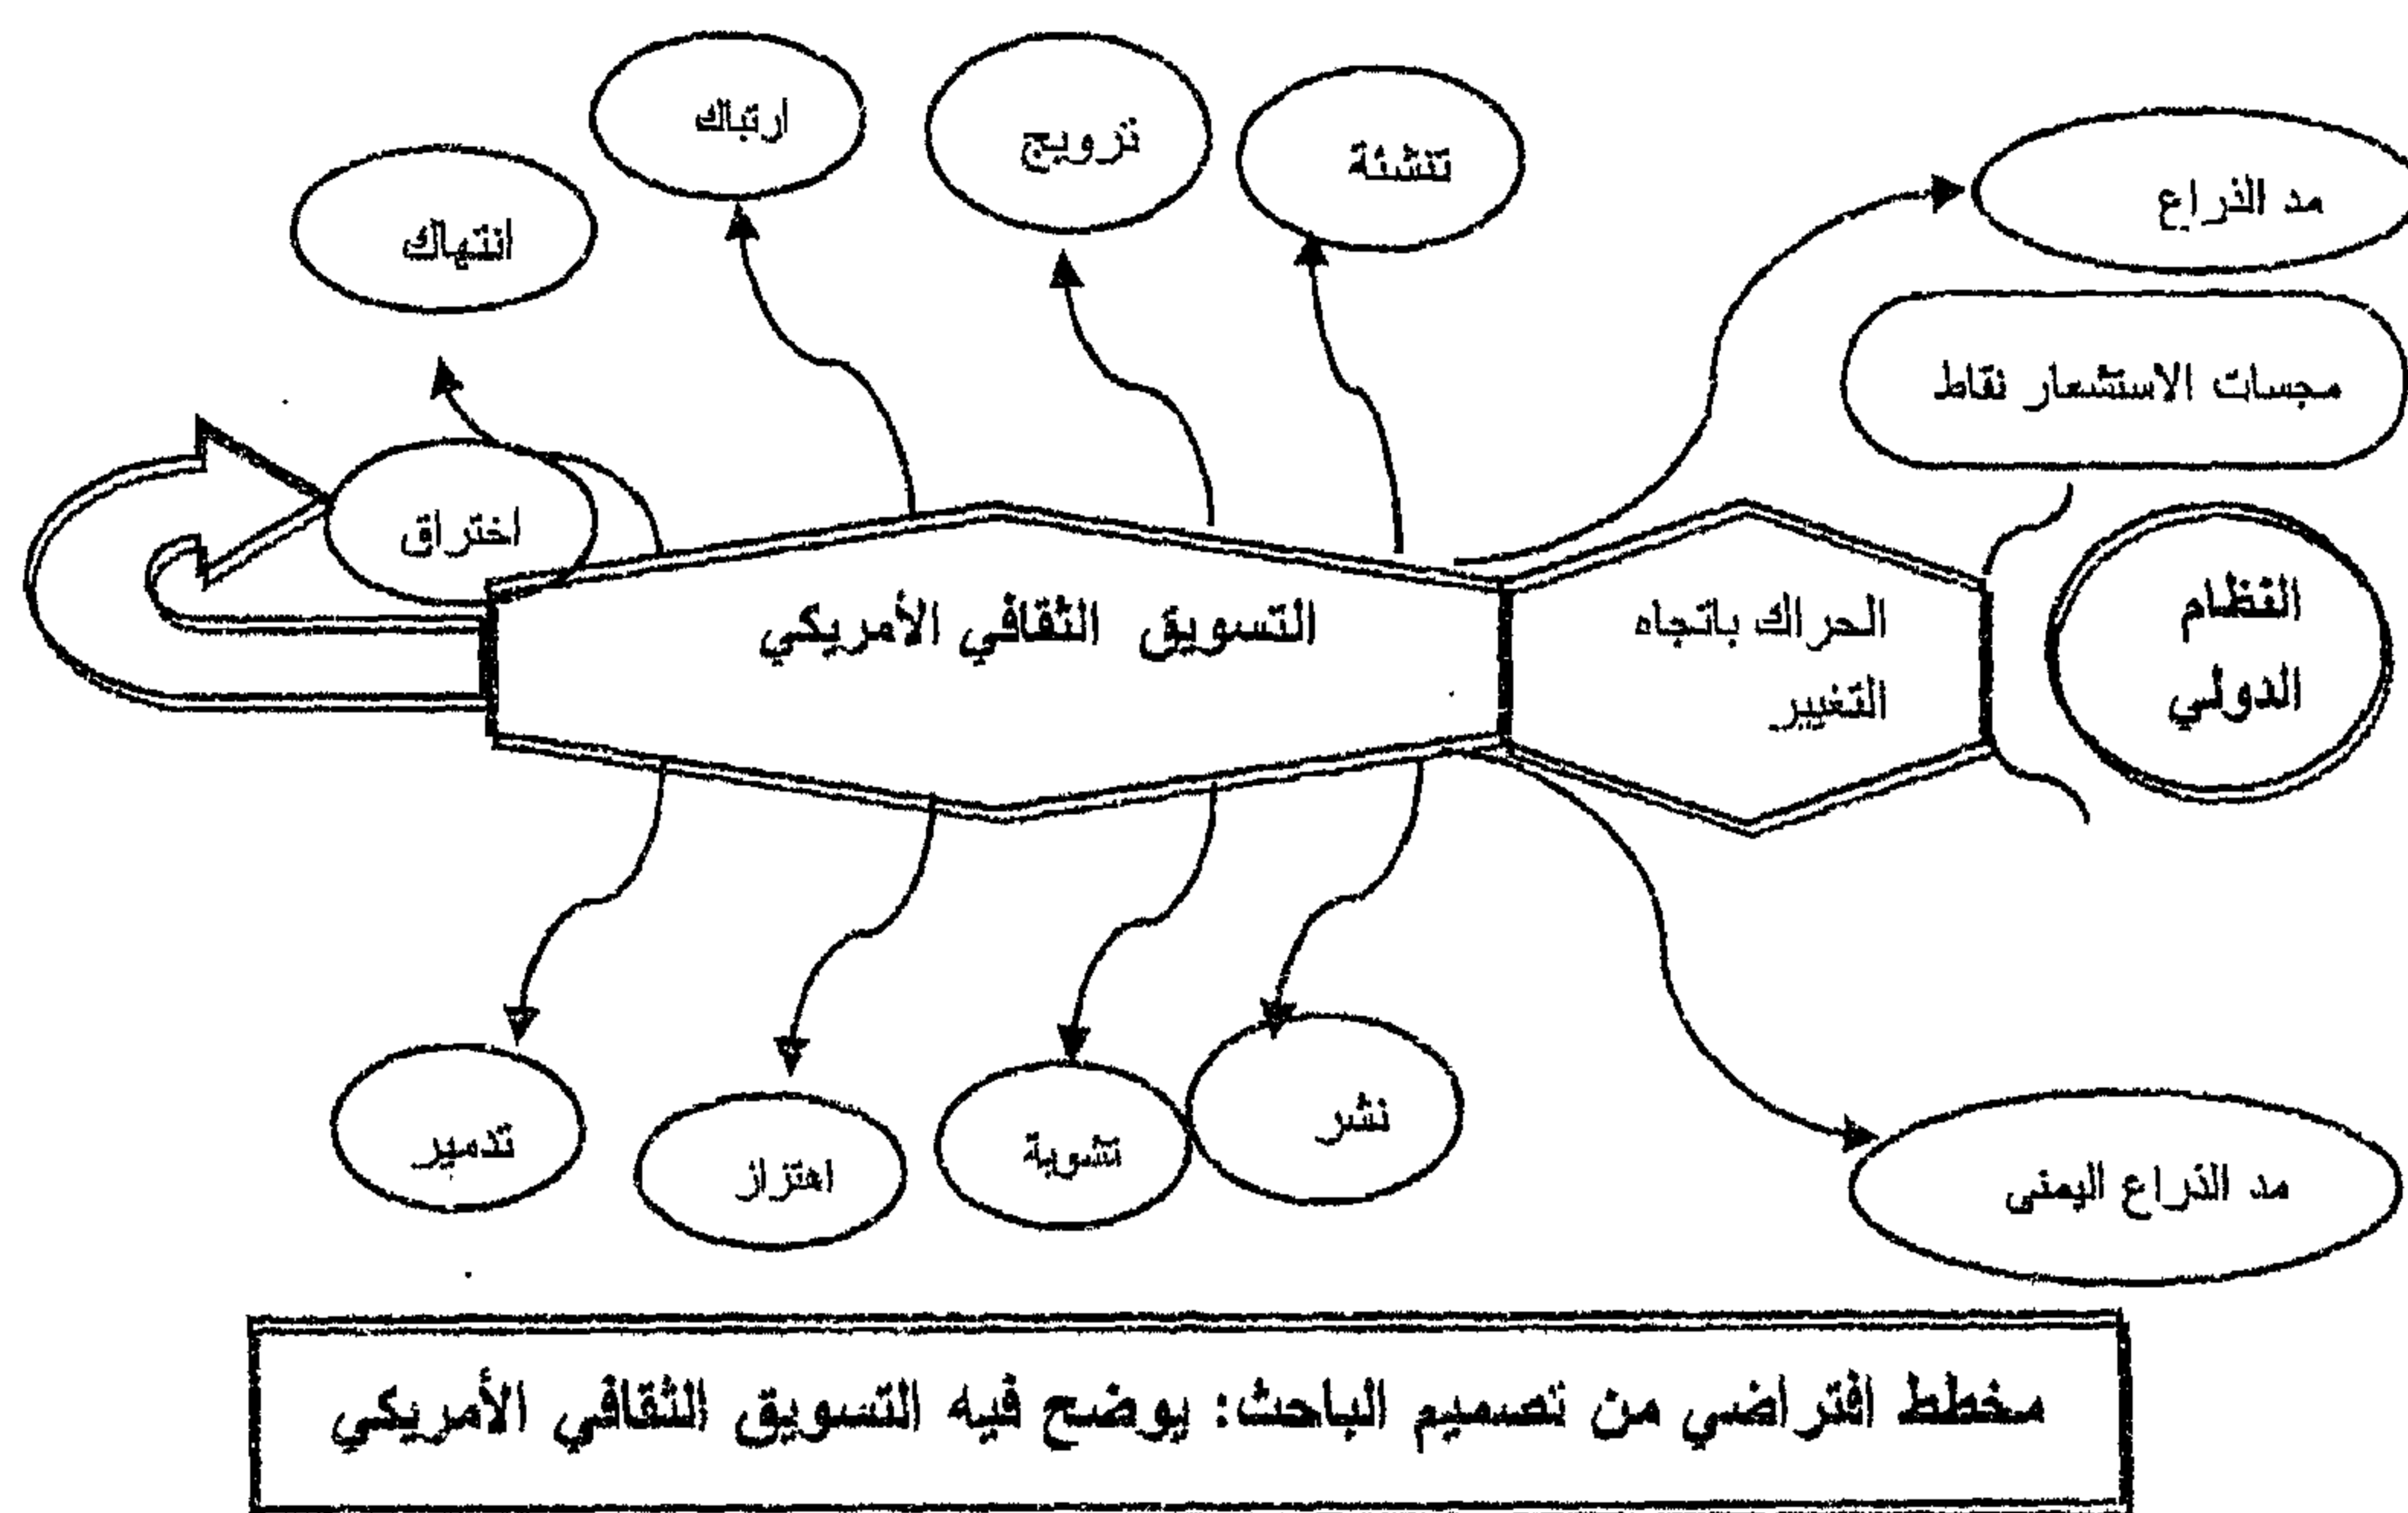 مد الذراع
تنشئة
ترويج
ارتباك
انتهاك
مجسات الاستشعار نقاط
اختراق
النظام
الدولي
الحراك باتجاه
التغيير
التسويق الثقافي الأمريكي
نشر
تشوية
اهتزاز
تدمير
مد الذراع اليمنى
مخطط افتراضي من تصميم الباحث: يوضح فيه التسويق الثقافي الأمريكي